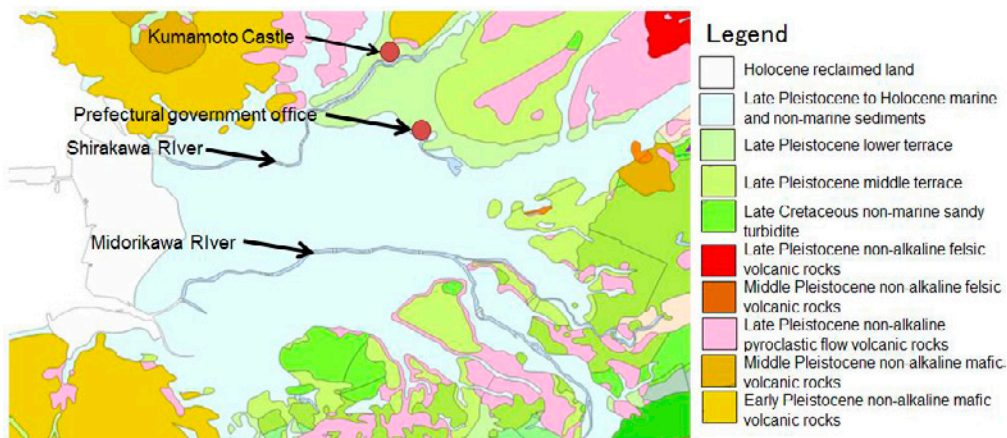 Kumamoto Castle
Prefectural government office
Shirakawa RIver
Midorikawa RIver
Legend
Holocene reclaimed land
Late Pleistocene to Holocene marine
and non-marine sediments
Late Pleistocene lower terrace
Late Pleistocene middle terrace
Late Cretaceous non-marine sandy
turbidite
Late Pleistocene non-alkaline felsic
volcanic rocks
Middle Pleistocene non-alkaline felsic
volcanic rocks
Late Pleistocene non-alkaline
pyroclastic flow volcanic rocks
Middle Pleistocene non-alkaline mafic
volcanic rocks
Early Pleistocene non-alkaline mafic
volcanic rocks